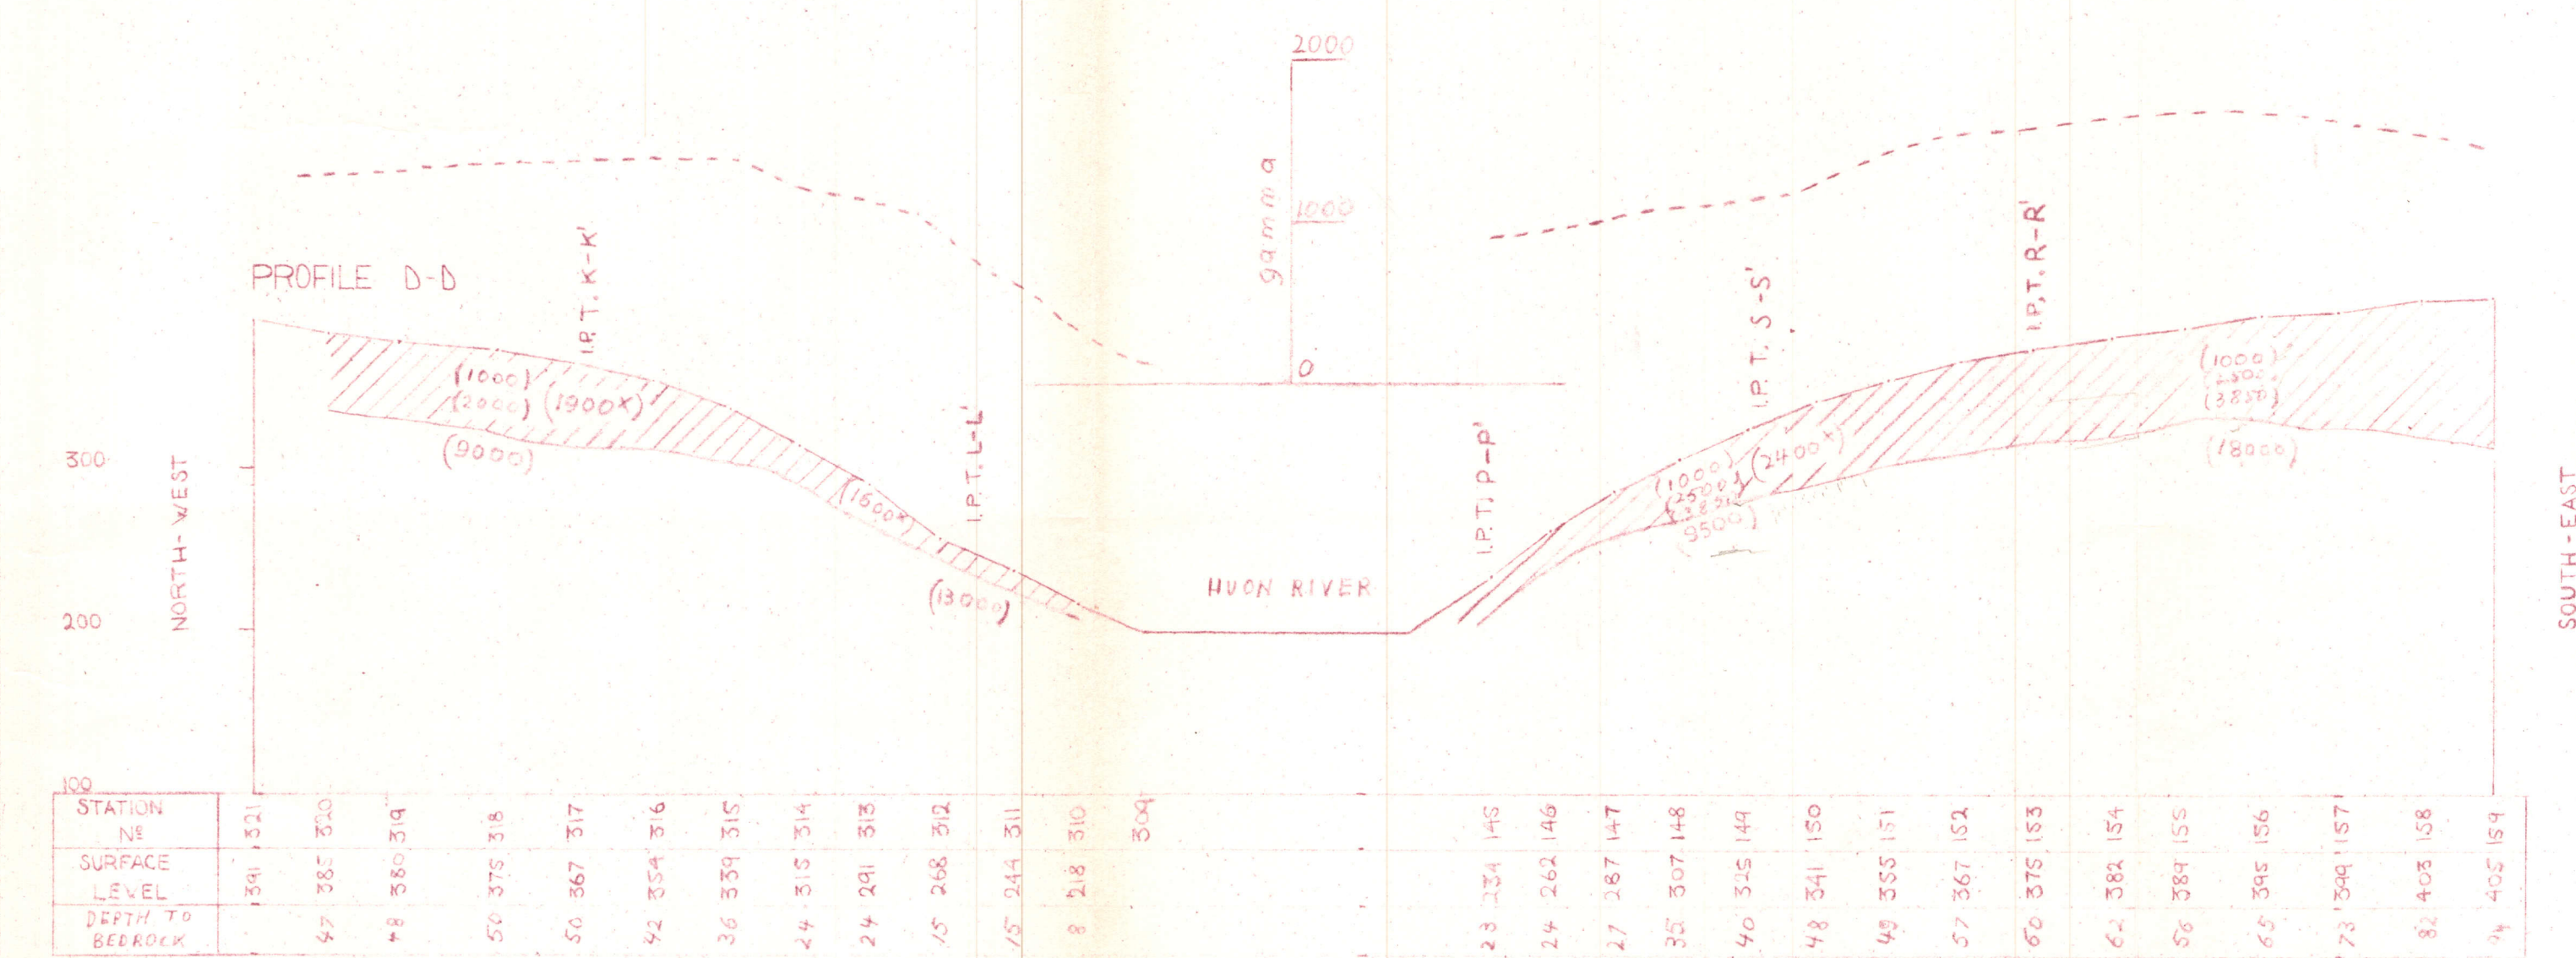 2000
gamma
1000
0
PROFILE D-D
I.P.T. K-K'
I.P.T. L-L'
I.P.T. P-P'
I.P.T. S-S'
I.P.T. R-R'
(1000)
(2000) (1900x)
(9000)
(1600x)
(13000)
HUON RIVER
(1000)
(2500) (2400x)
9500)
(1000)
(3850)
(18000)
300
200
100
NORTH-WEST
SOUTH-EAST
STATION Nº 321 320 319 318 317 316 315 314 313 312 311 310 309 145 146 147 148 149 150 151 152 153 154 155 156 157 158 159
SURFACE LEVEL 391 385 380 375 367 354 339 315 291 268 244 218 234 262 287 307 325 341 355 367 375 382 389 395 399 403 405
DEPTH TO BEDROCK 47 48 50 50 42 36 24 24 15 15 8 23 24 27 35 40 48 49 57 60 62 56 65 73 82 94